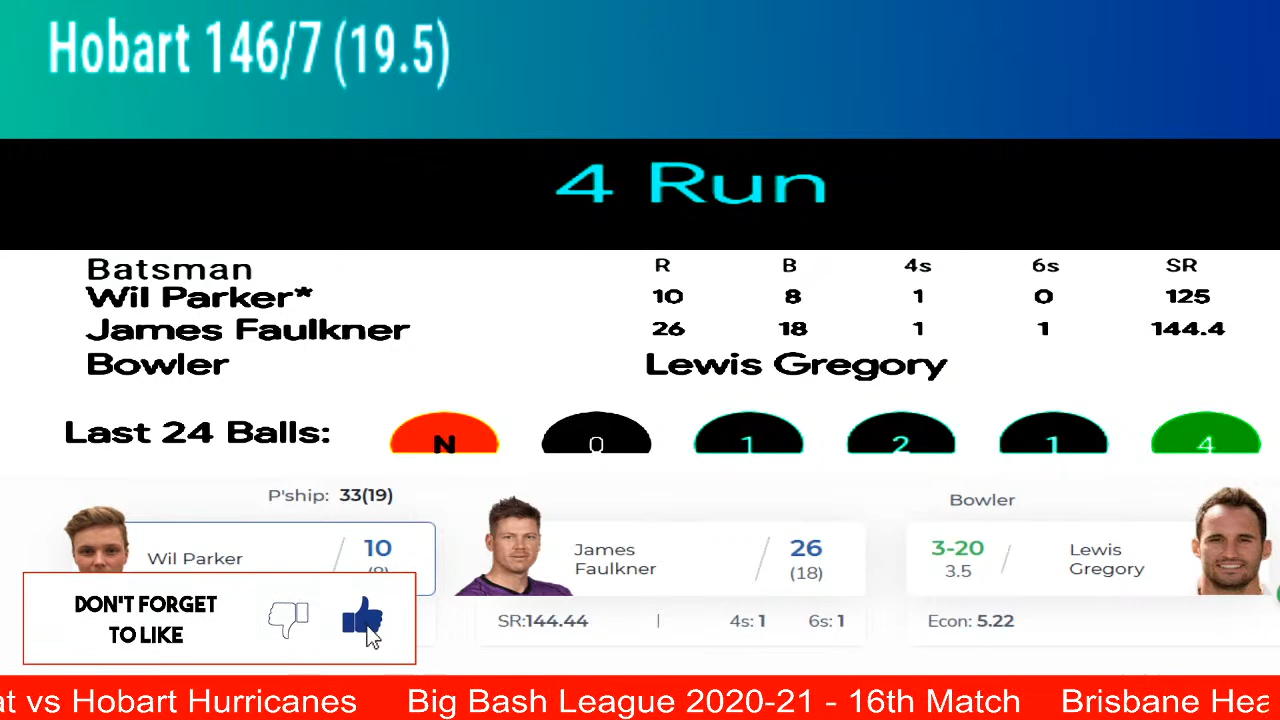 Hobart 146/7 (19.5)
4 Run
Batsman R B 4s 6s SR
Wil Parker* 10 8 1 0 125
James Faulkner 26 18 1 1 144.4
Bowler Lewis Gregory
Last 24 Balls: N 0 1 2 1 4
P'ship: 33(19)
Wil Parker 10 (8)
James Faulkner 26 (18)
SR:144.44 | 4s: 1 6s: 1
Bowler
3-20 3.5 Lewis Gregory
Econ: 5.22
DON'T FORGET
TO LIKE
at vs Hobart Hurricanes Big Bash League 2020-21 - 16th Match Brisbane Hea